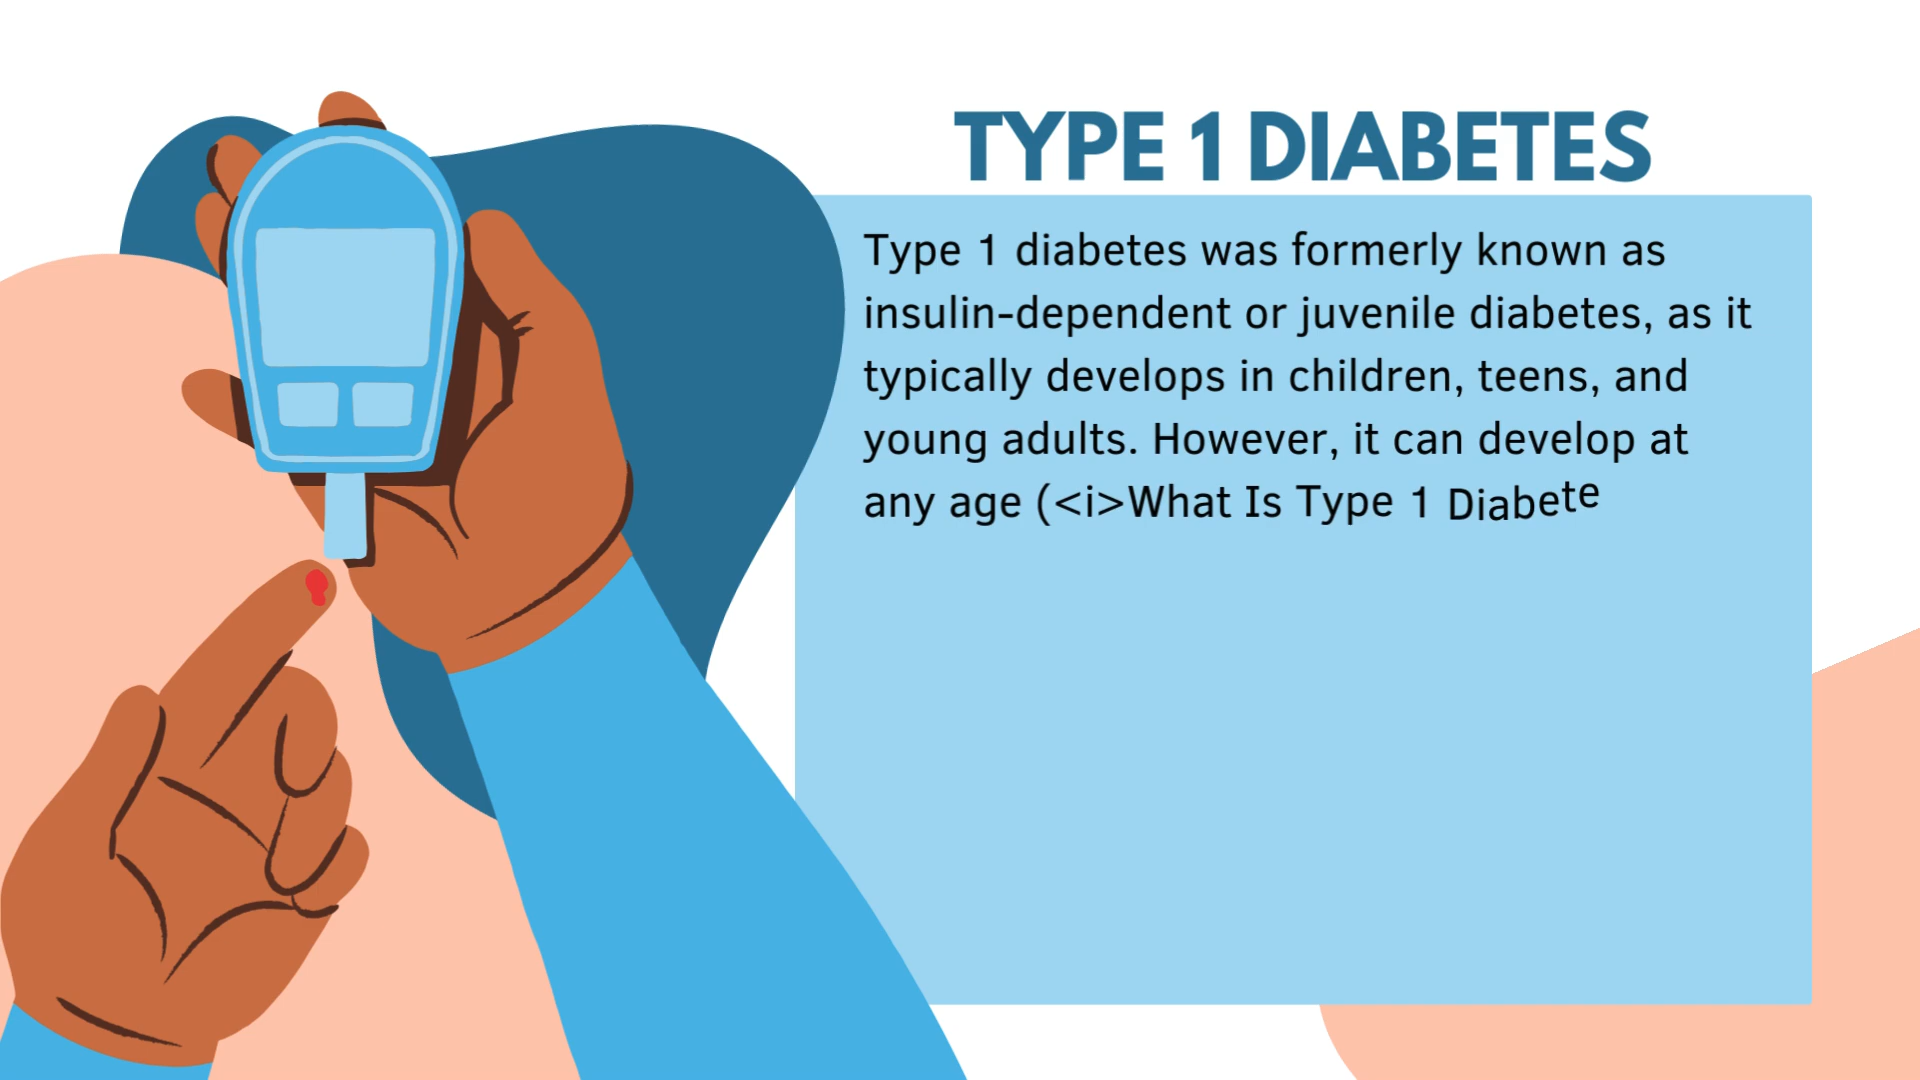 TYPE 1 DIABETES
Type 1 diabetes was formerly known as
insulin-dependent or juvenile diabetes, as it
typically develops in children, teens, and
young adults. However, it can develop at
any age (<i>What Is Type 1 Diabete